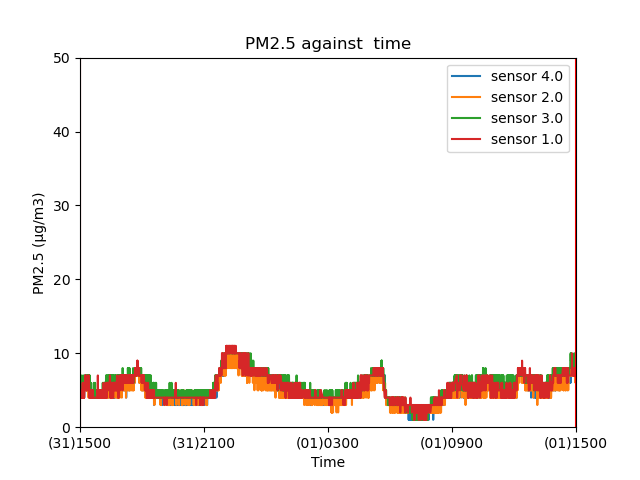 PM2.5 against  time
50
40
30
20
10
0
PM2.5 (µg/m3)
sensor 4.0
sensor 2.0
sensor 3.0
sensor 1.0
(31)1500
(31)2100
(01)0300
(01)0900
(01)1500
Time